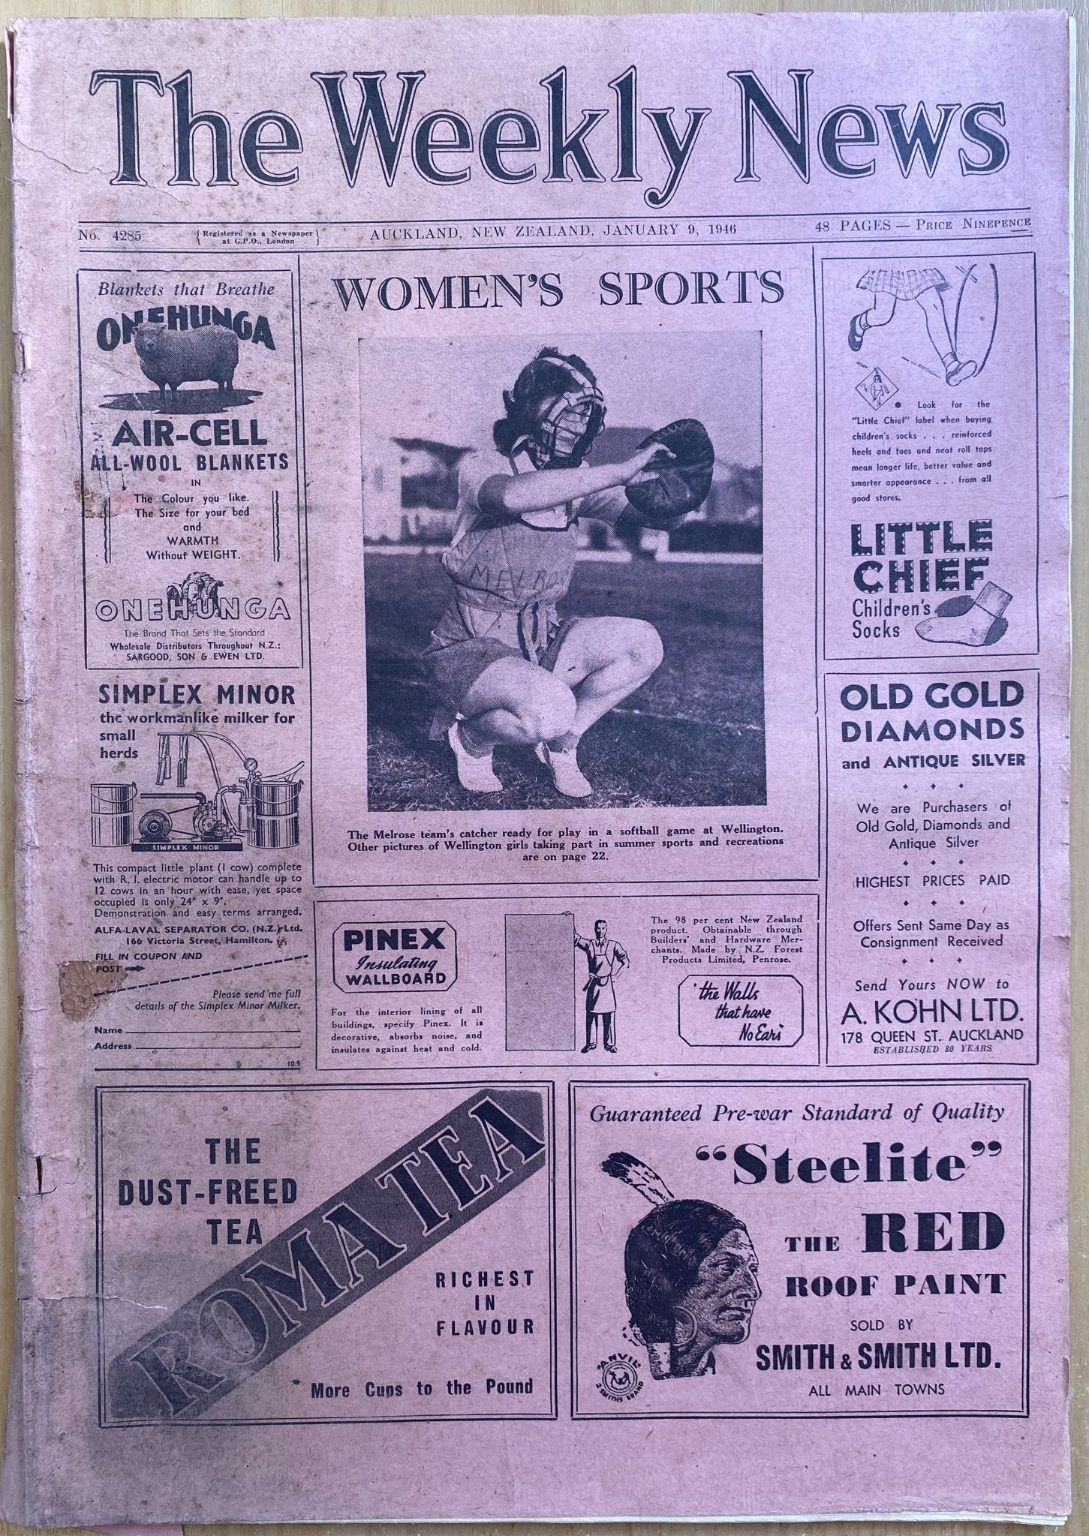 The Weekly News
No. 4285
Registered as a Newspaper
at G.P.O., London
AUCKLAND, NEW ZEALAND, JANUARY 9, 1946
48 PAGES — PRICE NINEPENCE
Blankets that Breathe
ONEHUNGA
AIR-CELL
ALL-WOOL BLANKETS
IN
The Colour you like.
The Size for your bed
and
WARMTH
Without WEIGHT.
ONEHUNGA
The Brand That Sets the Standard
Wholesale Distributors Throughout N.Z.:
SARGOOD, SON & EWEN LTD.
SIMPLEX MINOR
the workmanlike milker for
small
herds
SIMPLEX MINOR
This compact little plant (1 cow) complete
with R. I. electric motor can handle up to
12 cows in an hour with ease, yet space
occupied is only 24" x 9".
Demonstration and easy terms arranged.
ALFA-LAVAL SEPARATOR CO. (N.Z.) Ltd.
166 Victoria Street, Hamilton.
FILL IN COUPON AND
POST
Please send me full
details of the Simplex Minor Milker.
Name
Address
10.5
WOMEN'S SPORTS
MELROS
The Melrose team's catcher ready for play in a softball game at Wellington.
Other pictures of Wellington girls taking part in summer sports and recreations
are on page 22.
PINEX
Insulating
WALLBOARD
For the interior lining of all
buildings, specify Pinex. It is
decorative, absorbs noise, and
insulates against heat and cold.
The 98 per cent New Zealand
product. Obtainable through
Builders' and Hardware Mer-
chants. Made by N.Z. Forest
Products Limited, Penrose.
'the Walls
that have
No Ears'
Look for the
"Little Chief" label when buying
children's socks . . . reinforced
heels and toes and neat roll tops
mean longer life, better value and
smarter appearance . . . from all
good stores.
LITTLE
CHIEF
Children's
Socks
OLD GOLD
DIAMONDS
and ANTIQUE SILVER
We are Purchasers of
Old Gold, Diamonds and
Antique Silver
HIGHEST PRICES PAID
Offers Sent Same Day as
Consignment Received
Send Yours NOW to
A. KOHN LTD.
178 QUEEN ST. AUCKLAND
ESTABLISHED 80 YEARS
THE
DUST-FREED
TEA
ROMA TEA
RICHEST
IN
FLAVOUR
More Cups to the Pound
Guaranteed Pre-war Standard of Quality
"Steelite"
THE RED
ROOF PAINT
SOLD BY
SMITH & SMITH LTD.
ALL MAIN TOWNS
"ANVIL"
2 SMITHS BRAND